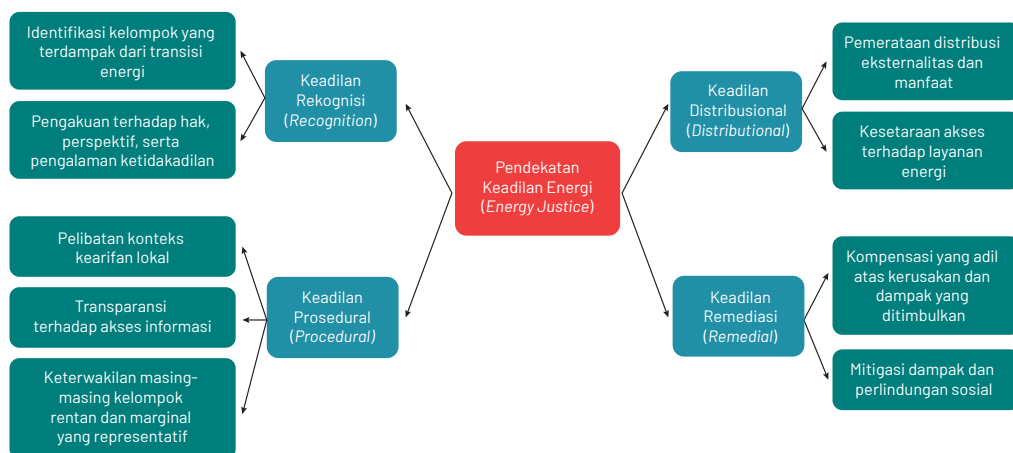 Identifikasi kelompok yang
terdampak dari transisi
energi
Pengakuan terhadap hak,
perspektif, serta
pengalaman ketidakadilan
Keadilan
Rekognisi
(Recognition)
Pelibatan konteks
kearifan lokal
Transparansi
terhadap akses informasi
Keterwakilan masing-
masing kelompok
rentan dan marginal
yang representatif
Keadilan
Prosedural
(Procedural)
Pendekatan
Keadilan Energi
(Energy Justice)
Keadilan
Distribusional
(Distributional)
Pemerataan distribusi
eksternalitas dan
manfaat
Kesetaraan akses
terhadap layanan
energi
Keadilan
Remediasi
(Remedial)
Kompensasi yang adil
atas kerusakan dan
dampak yang
ditimbulkan
Mitigasi dampak dan
perlindungan sosial